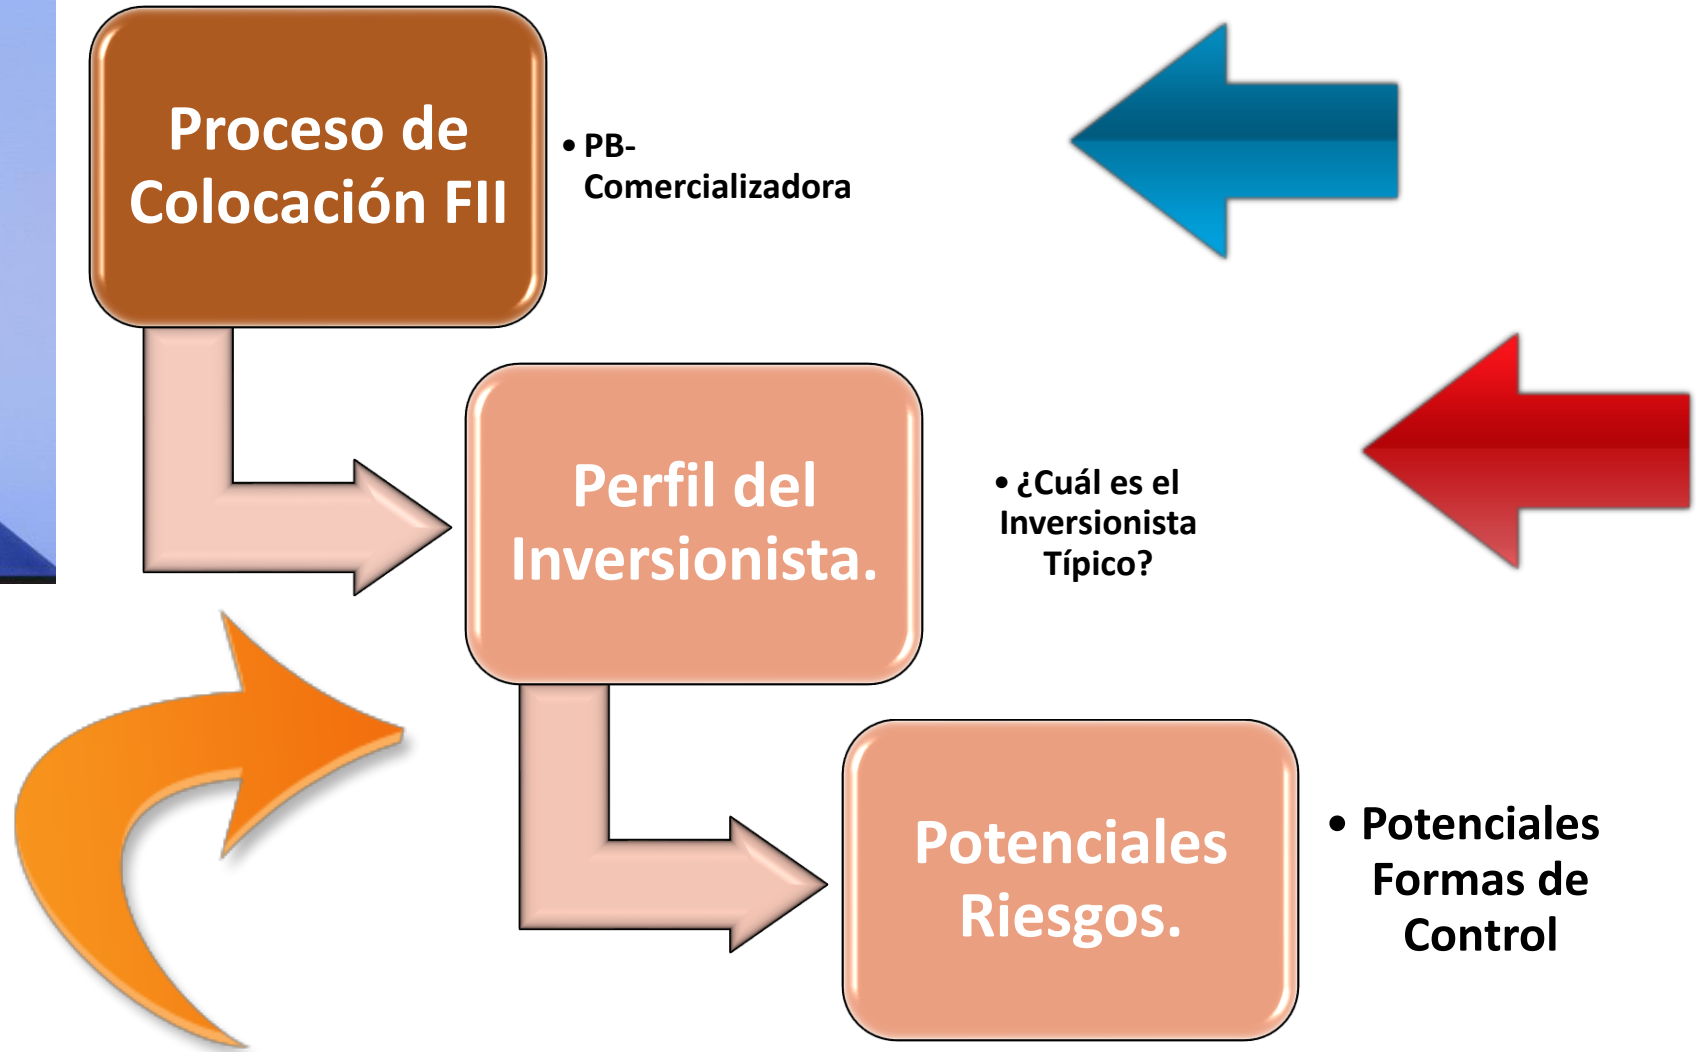 Proceso de
Colocación FII
• PB-
Comercializadora
Perfil del
Inversionista.
• ¿Cuál es el
Inversionista
Típico?
Potenciales
Riesgos.
• Potenciales
Formas de
Control